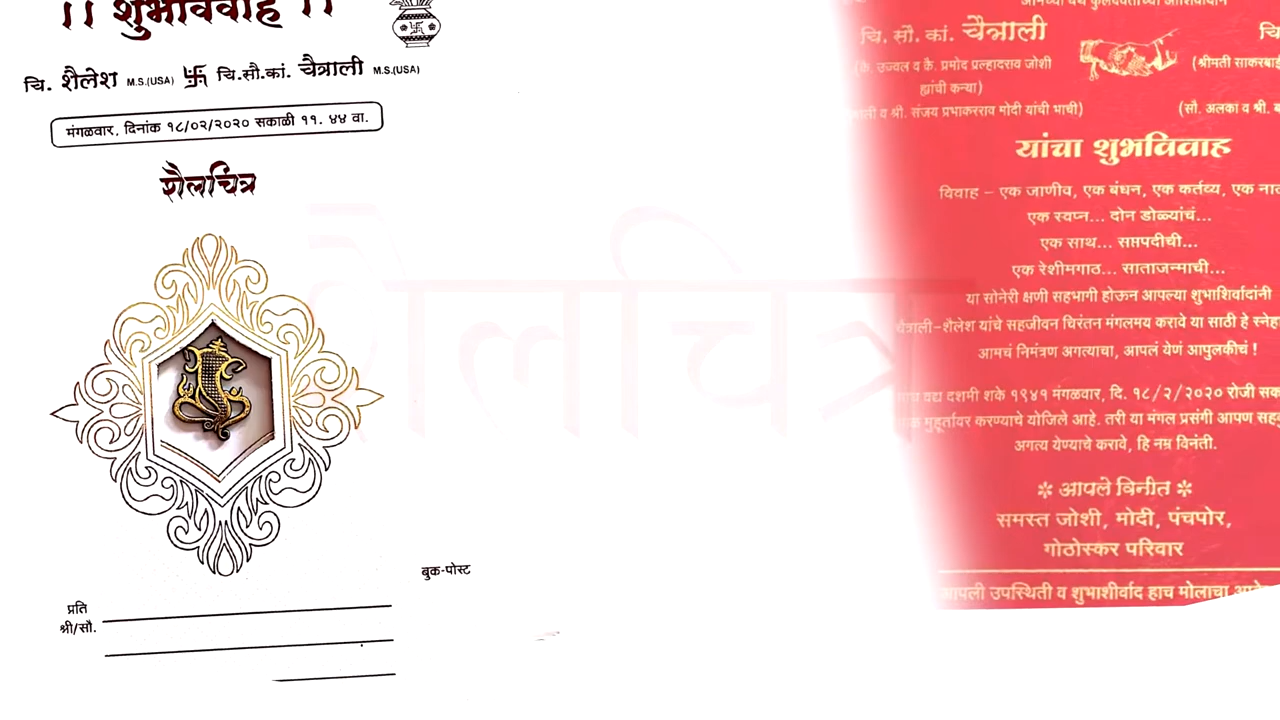 ।। शुभविवाह ।।
चि. शैलेश M.S.(USA) 卐 चि.सौ.कां. चैत्राली M.S.(USA)
मंगळवार, दिनांक १८/०२/२०२० सकाळी ११. ४४ वा.
शैलचित्र
शैलचित्र
बुक-पोस्ट
प्रति
श्री/सौ.
चि. सौ. कां. चैत्राली
चि
(कै. उज्वल व कै. प्रमोद प्रल्हादराव जोशी
(श्रीमती साकरबाई
ह्यांची कन्या)
व श्री. संजय प्रभाकरराव मोदी यांची भाची)
(सौ. अलका व श्री.
यांचा शुभविवाह
विवाह – एक जाणीव, एक बंधन, एक कर्तव्य, एक
एक स्वप्न... दोन डोळ्यांचं...
एक साथ... सप्तपदीची...
एक रेशीमगाठ... साताजन्माची...
या सोनेरी क्षणी सहभागी होऊन आपल्या शुभाशिर्वादांनी
चैत्राली-शैलेश यांचे सहजीवन चिरंतन मंगलमय करावे या साठी हे
आमचं निमंत्रण अगत्याचा, आपलं येणं आपुलकीचं !
वद्य दशमी शके १९४१ मंगळवार, दि. १८/२/२०२० रोजी
मुहूर्तावर करण्याचे योजिले आहे. तरी या मंगल प्रसंगी आपण
अगत्य येण्याचे करावे, हि नम्र विनंती.
✲ आपले विनीत ✲
समस्त जोशी, मोदी, पंचपोर,
गोठोस्कर परिवार
आपली उपस्थिती व शुभाशीर्वाद हाच मोलाचा